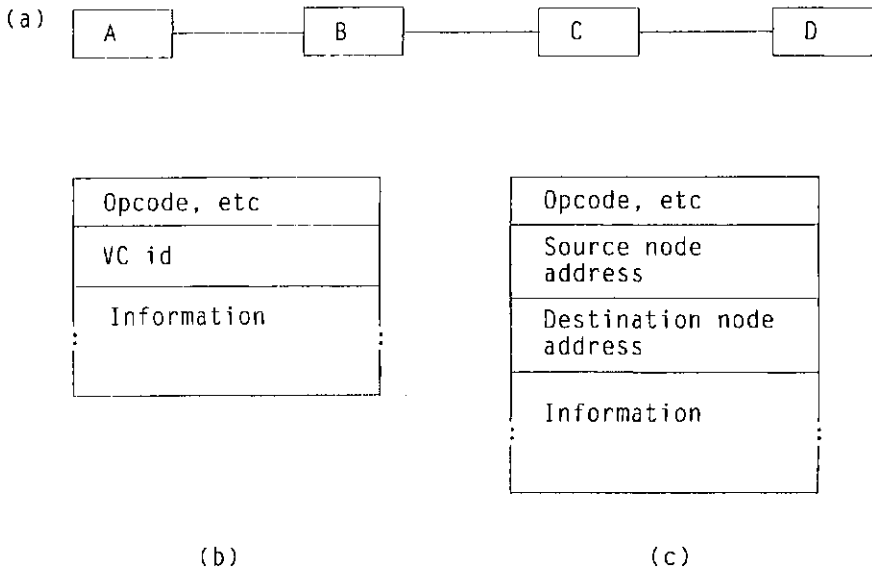 (a)
A B C D
Opcode, etc
VC id
Information
:
:
(b)
Opcode, etc
Source node
address
Destination node
address
Information
:
:
(c)